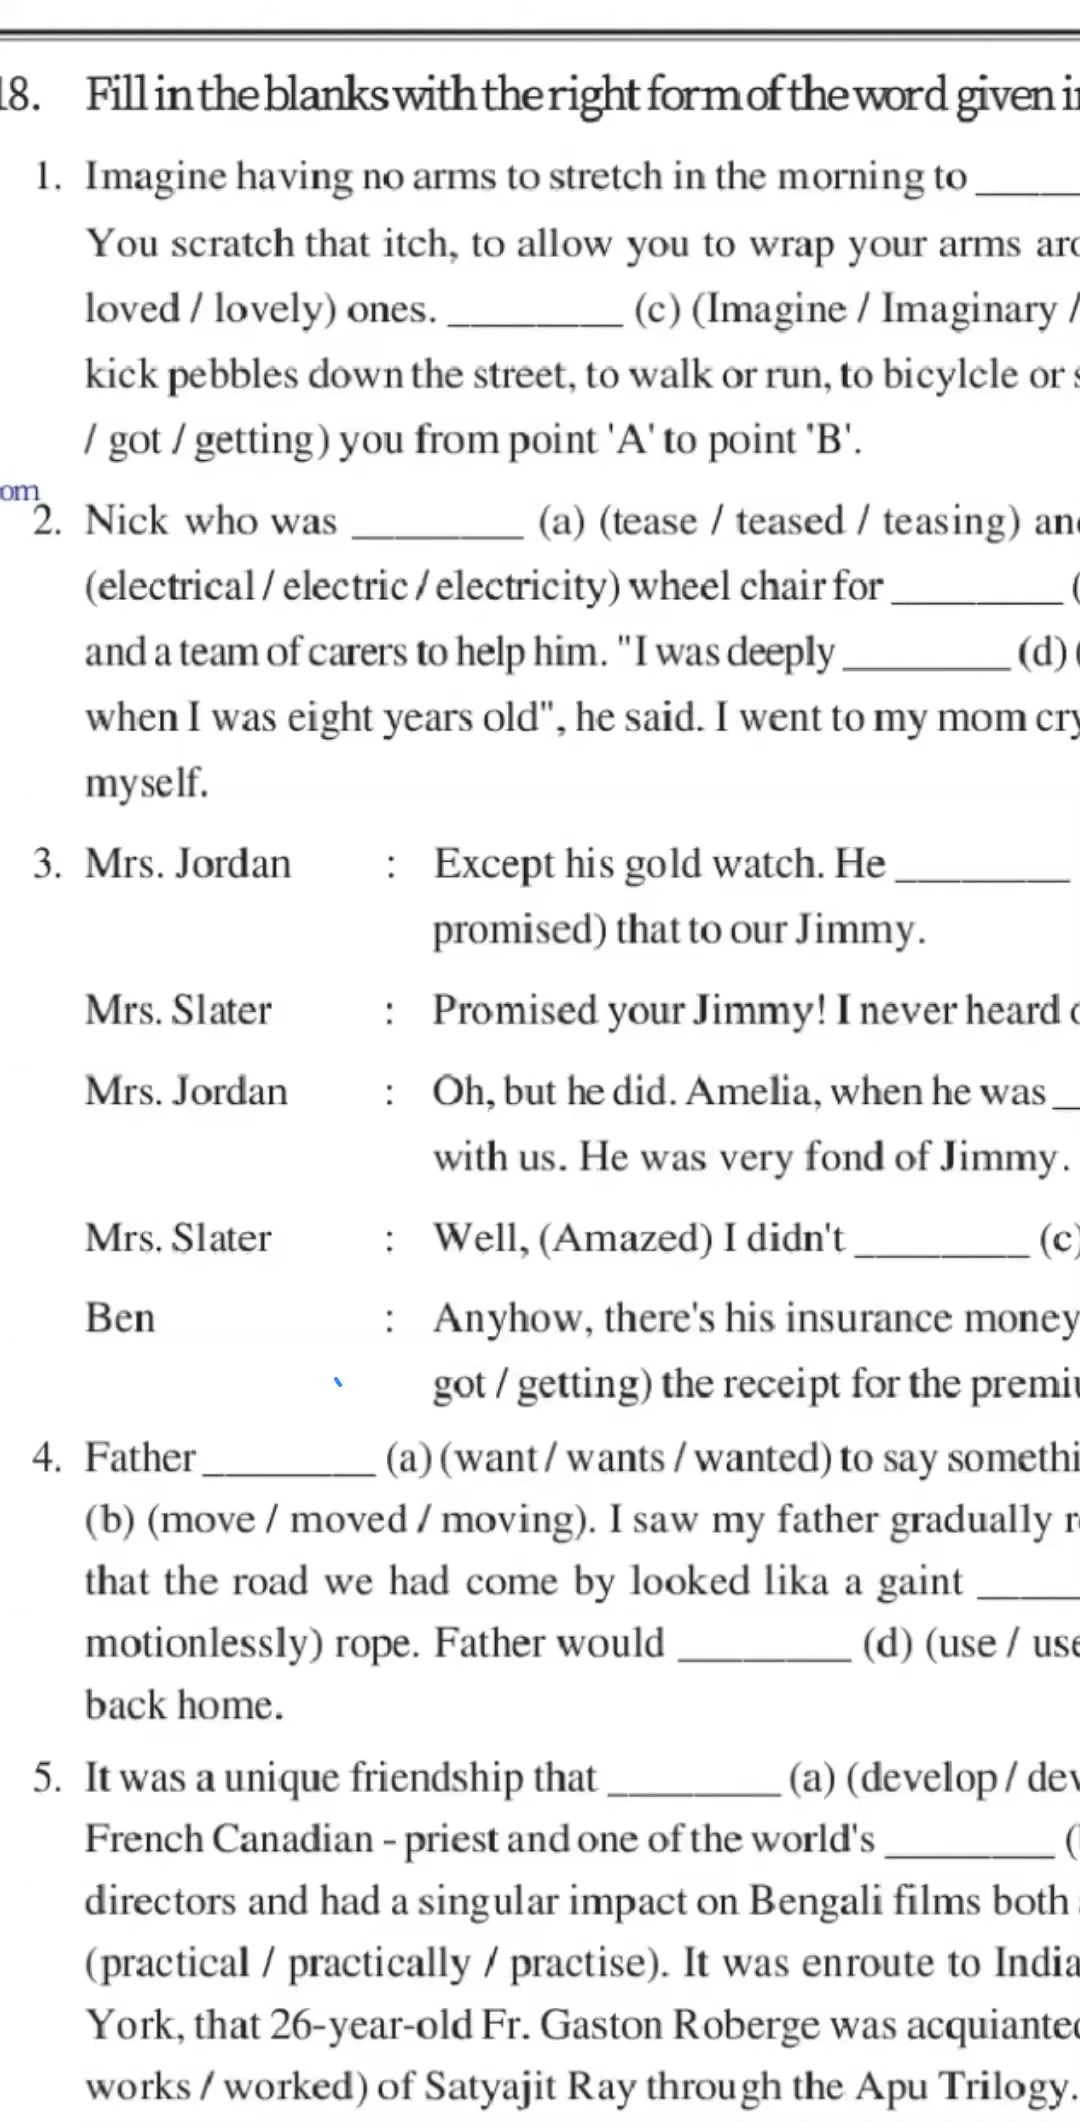 18. Fill in the blanks with the right form of the word given
1. Imagine having no arms to stretch in the morning to ________
You scratch that itch, to allow you to wrap your arms
loved / lovely) ones. ________ (c) (Imagine / Imaginary /
kick pebbles down the street, to walk or run, to bicylcle or
/ got / getting) you from point 'A' to point 'B'.
om
2. Nick who was ________ (a) (tease / teased / teasing)
(electrical / electric / electricity) wheel chair for ________ (
and a team of carers to help him. "I was deeply ________ (d) (
when I was eight years old", he said. I went to my mom
myself.
3. Mrs. Jordan : Except his gold watch. He ________
promised) that to our Jimmy.
Mrs. Slater : Promised your Jimmy! I never heard
Mrs. Jordan : Oh, but he did. Amelia, when he was __
with us. He was very fond of Jimmy.
Mrs. Slater : Well, (Amazed) I didn't ________ (c)
Ben : Anyhow, there's his insurance money
got / getting) the receipt for the
4. Father ________ (a) (want / wants / wanted) to say
(b) (move / moved / moving). I saw my father gradually
that the road we had come by looked lika a gaint ____
motionlessly) rope. Father would ________ (d) (use /
back home.
5. It was a unique friendship that ________ (a) (develop /
French Canadian - priest and one of the world's ________ (
directors and had a singular impact on Bengali films both
(practical / practically / practise). It was enroute to India
York, that 26-year-old Fr. Gaston Roberge was
works / worked) of Satyajit Ray through the Apu Trilogy.